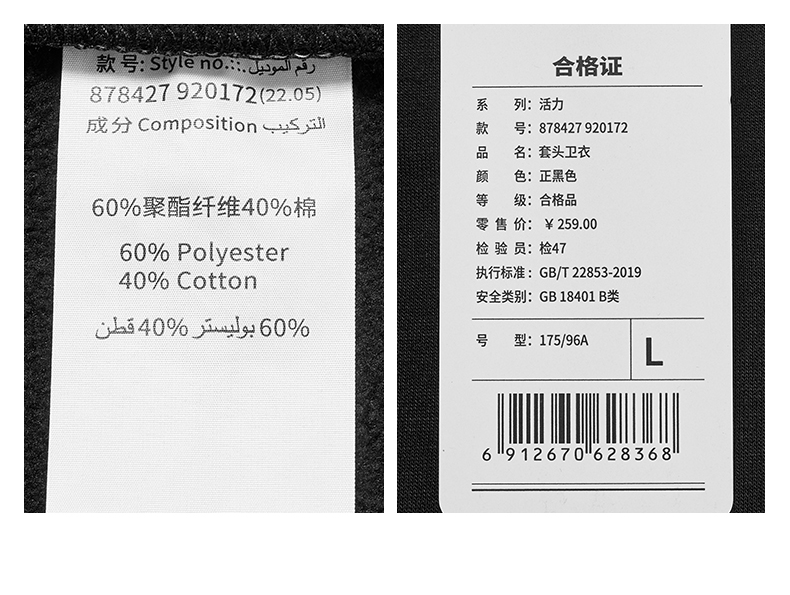 款号: Style no.::. رقم الموديل
878427 920172(22.05)
成分 Composition التركيب
60%聚酯纤维40%棉
60% Polyester
40% Cotton
60% بوليستر 40% قطن
合格证
系 列：活力
款 号：878427 920172
品 名：套头卫衣
颜 色：正黑色
等 级：合格品
零 售 价：￥259.00
检 验 员：检47
执行标准：GB/T 22853-2019
安全类别：GB 18401 B类
号 型：175/96A
L
6 912670 628368